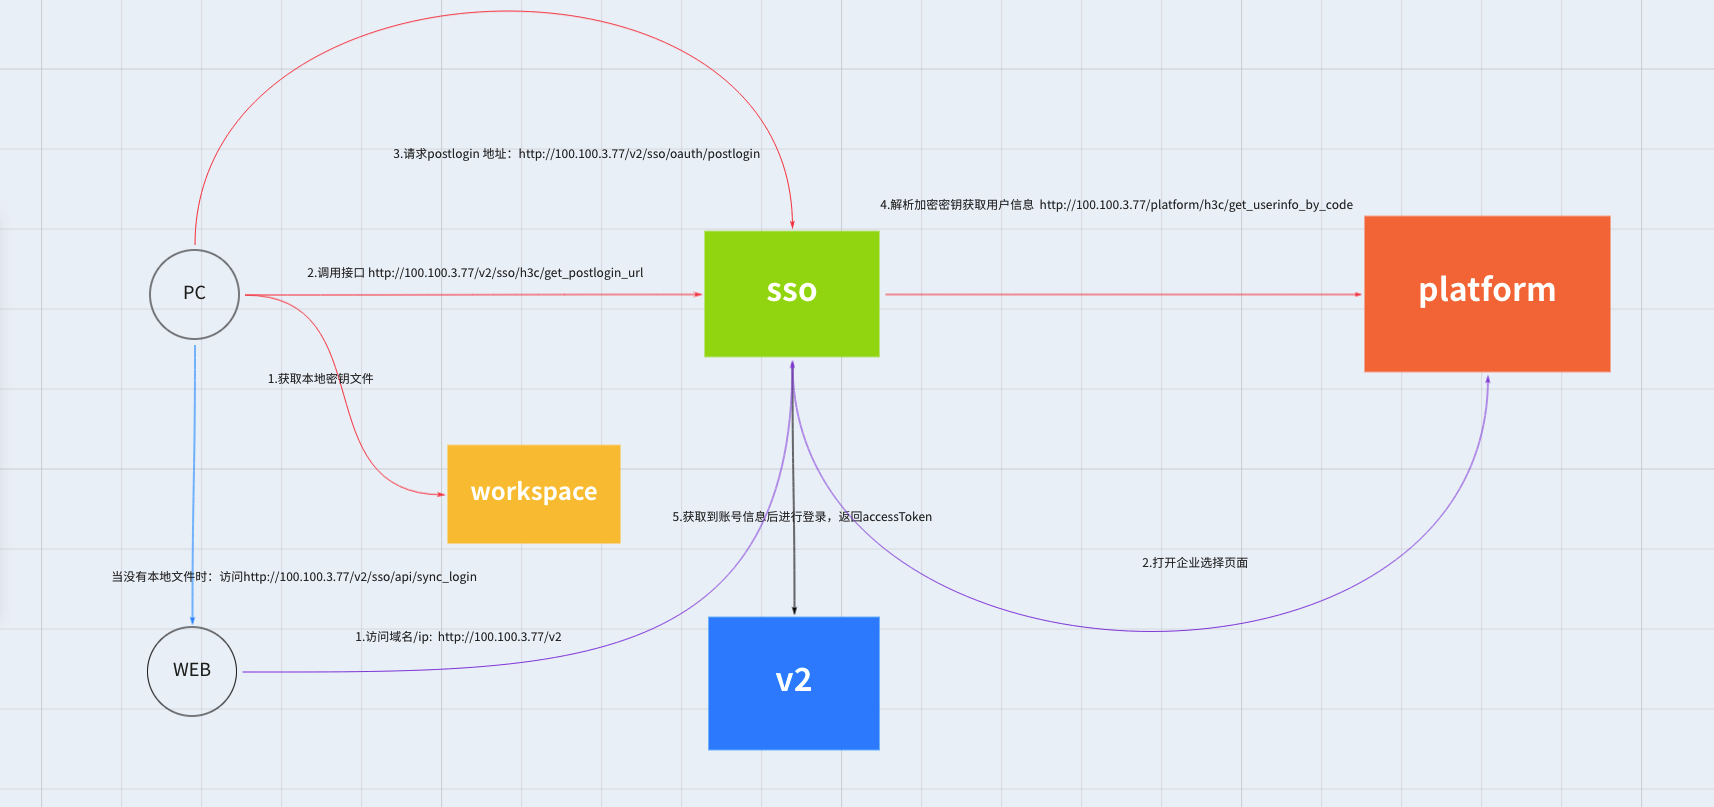 3.请求postlogin 地址：http://100.100.3.77/v2/sso/oauth/postlogin
4.解析加密密钥获取用户信息 http://100.100.3.77/platform/h3c/get_userinfo_by_code
2.调用接口 http://100.100.3.77/v2/sso/h3c/get_postlogin_url
PC
sso
platform
1.获取本地密钥文件
workspace
5.获取到账号信息后进行登录，返回accessToken
2.打开企业选择页面
当没有本地文件时：访问http://100.100.3.77/v2/sso/api/sync_login
1.访问域名/ip: http://100.100.3.77/v2
WEB
v2